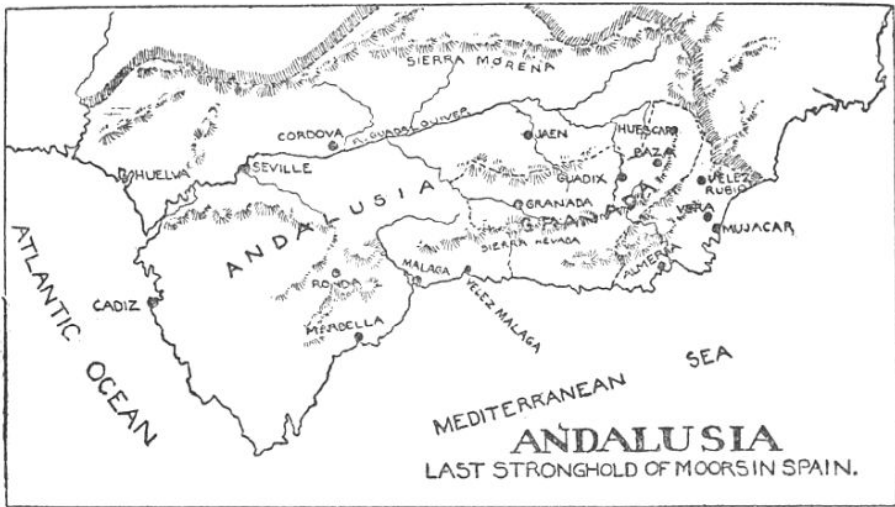 SIERRA MORENA
CORDOVA
R. GUADALQUIVER
JAEN
HUESCAR
BAZA
HUELVA
SEVILLE
GUADIX
VELEZ
RUBIO
ANDALUSIA
GRANADA
GRANADA
VERA
MUJACAR
SIERRA NEVADA
ALMERIA
MALAGA
RONDA
VELEZ MALAGA
CADIZ
MARBELLA
ATLANTIC OCEAN
MEDITERRANEAN SEA
ANDALUSIA
LAST STRONGHOLD OF MOORS IN SPAIN.